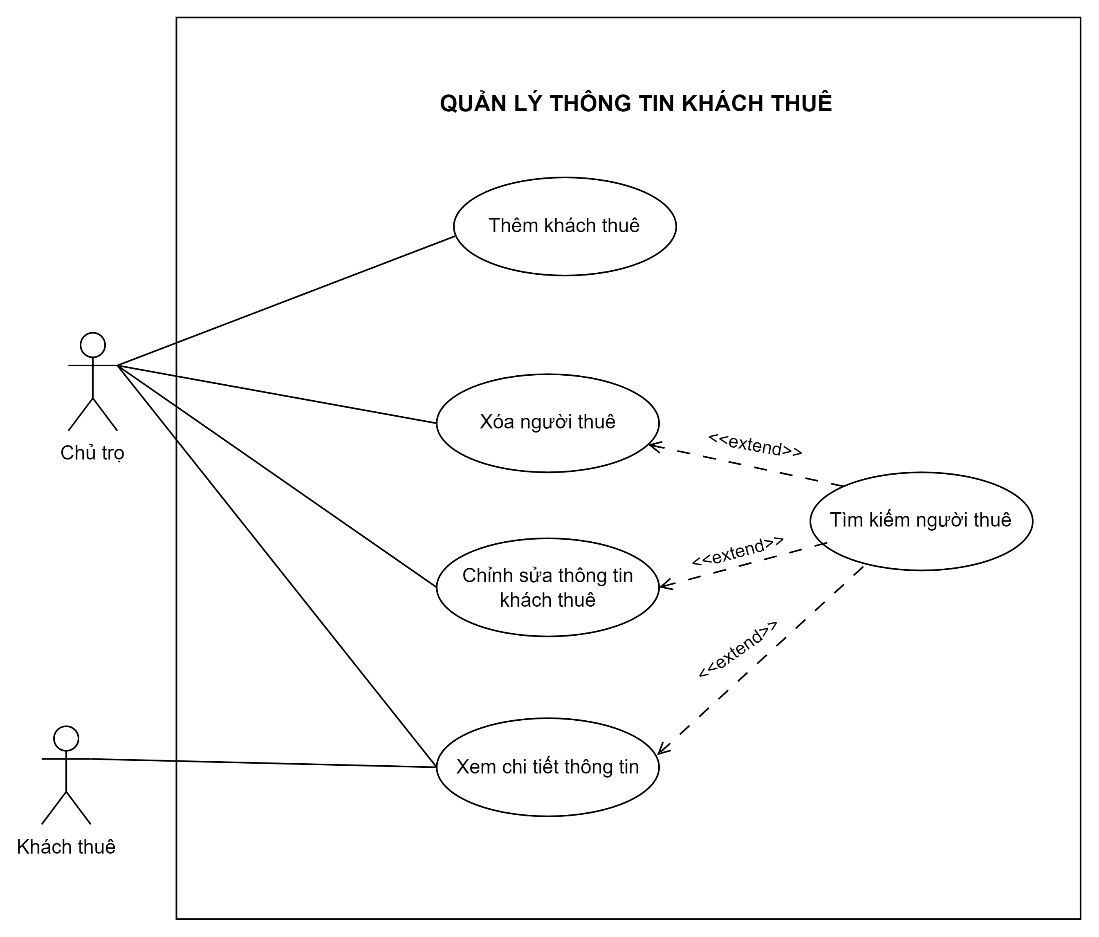 QUẢN LÝ THÔNG TIN KHÁCH THUÊ
Thêm khách thuê
Chủ trọ
Xóa người thuê
<<extend>>
Tìm kiếm người thuê
<<extend>>
Chỉnh sửa thông tin
khách thuê
<<extend>>
Xem chi tiết thông tin
Khách thuê